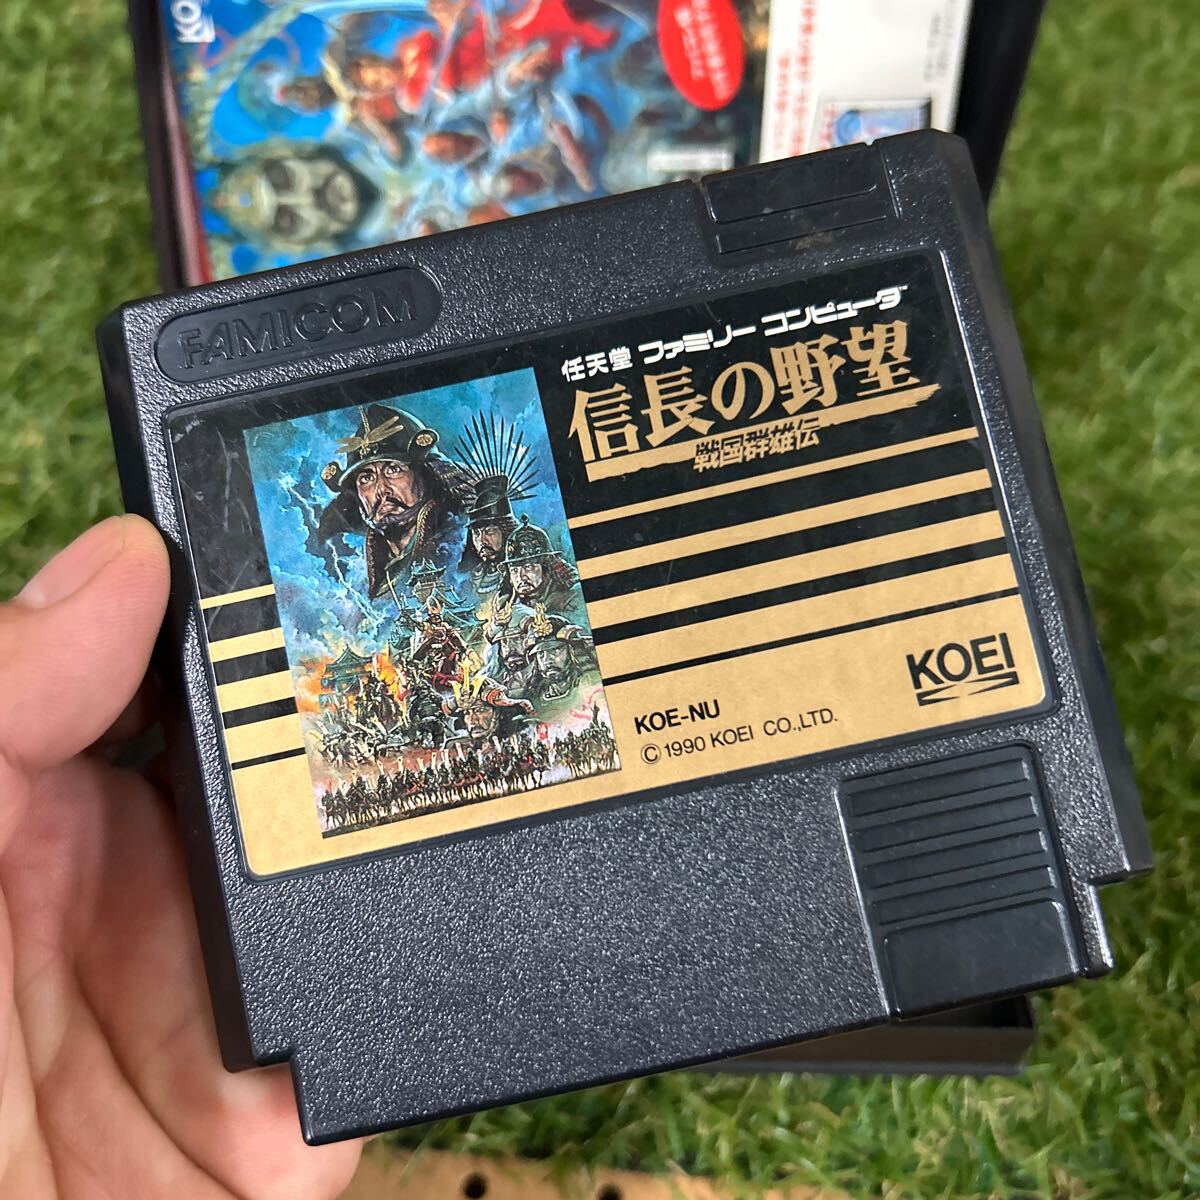 KO
FAMICOM
任天堂 ファミリー コンピュータ
信長の野望
戦国群雄伝
KOEI
KOE-NU
© 1990 KOEI CO.,LTD.